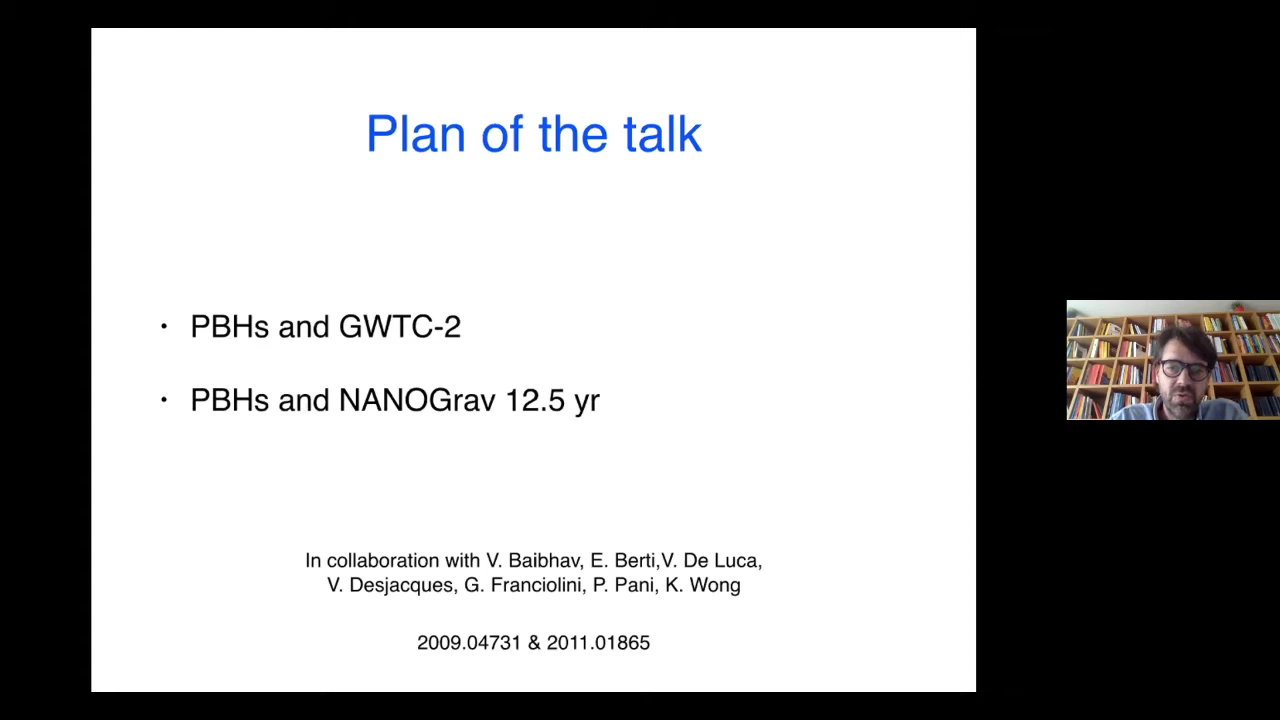 Plan of the talk
• PBHs and GWTC-2
• PBHs and NANOGrav 12.5 yr
In collaboration with V. Baibhav, E. Berti,V. De Luca,
V. Desjacques, G. Franciolini, P. Pani, K. Wong
2009.04731 & 2011.01865